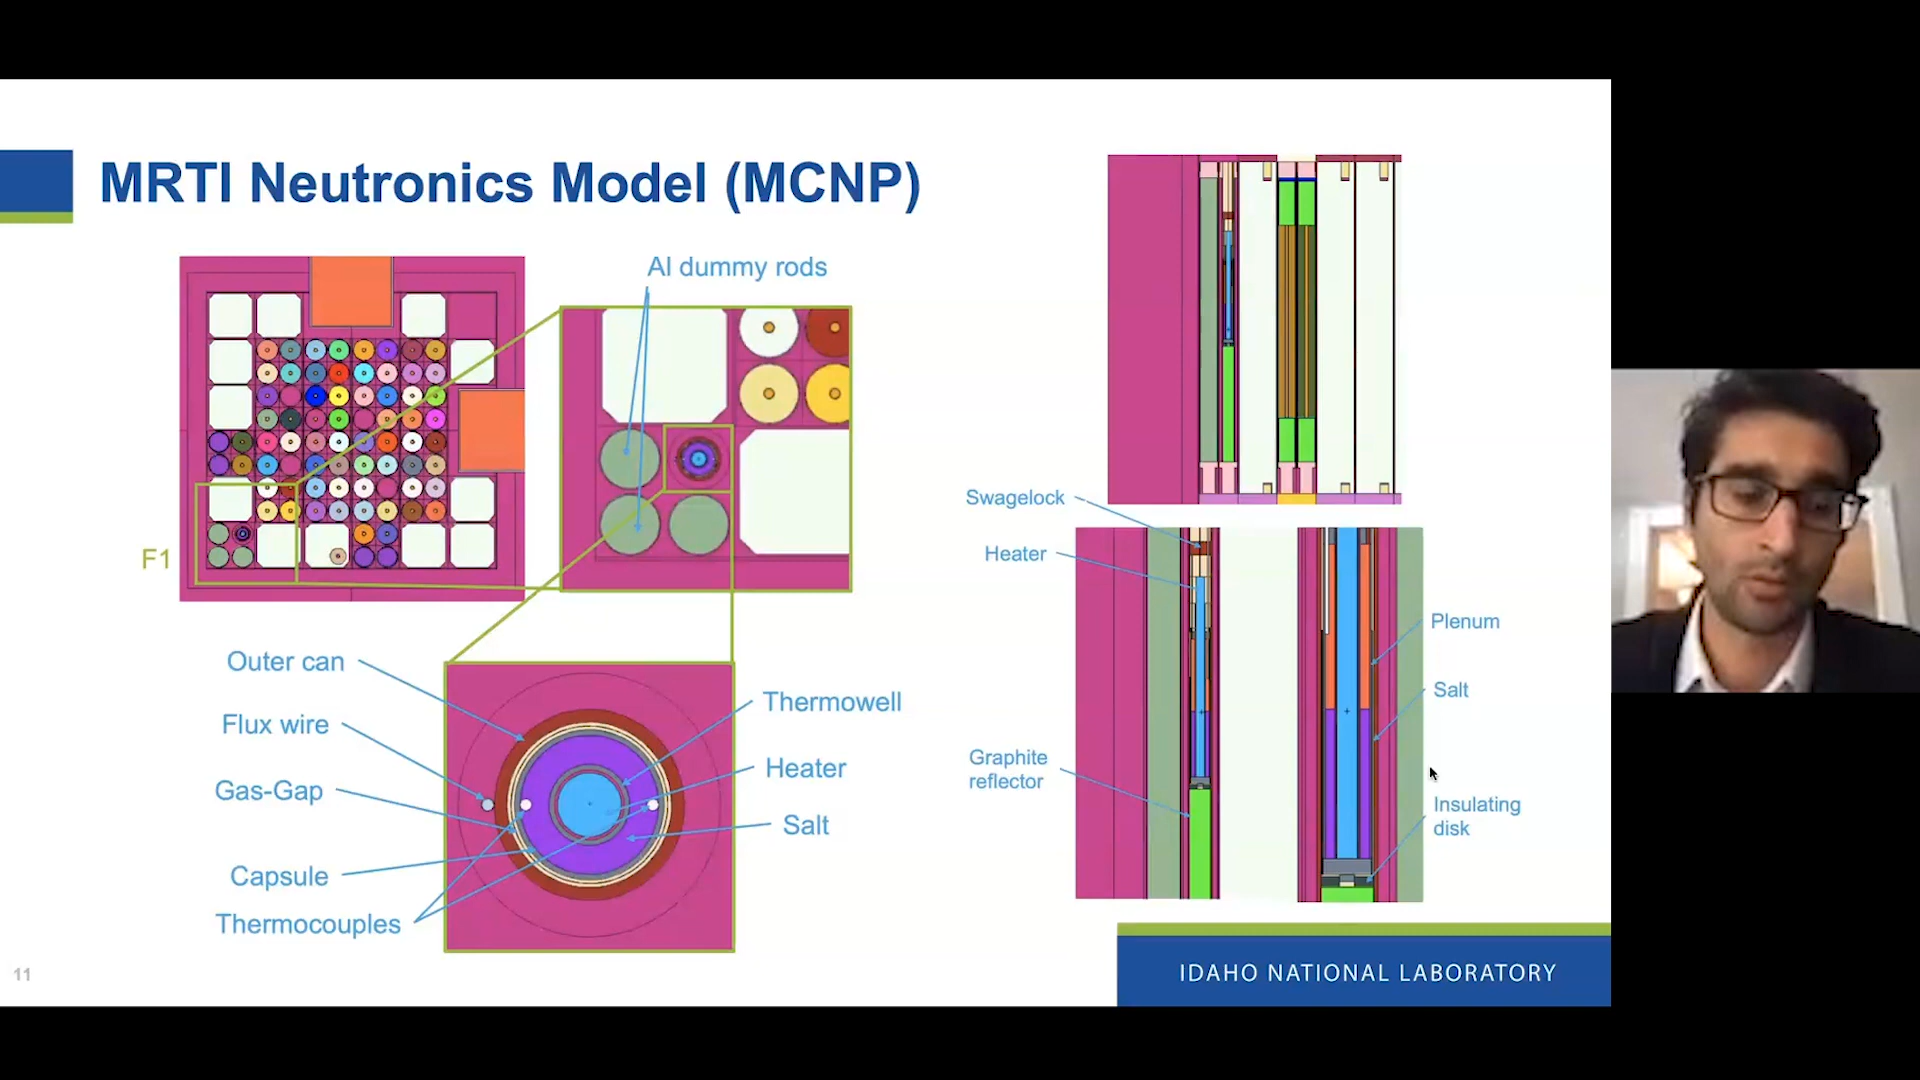 MRTI Neutronics Model (MCNP)
Al dummy rods
F1
Outer can
Flux wire
Gas-Gap
Capsule
Thermocouples
Thermowell
Heater
Salt
Swagelock
Heater
Graphite
reflector
Plenum
Salt
Insulating
disk
11
IDAHO NATIONAL LABORATORY